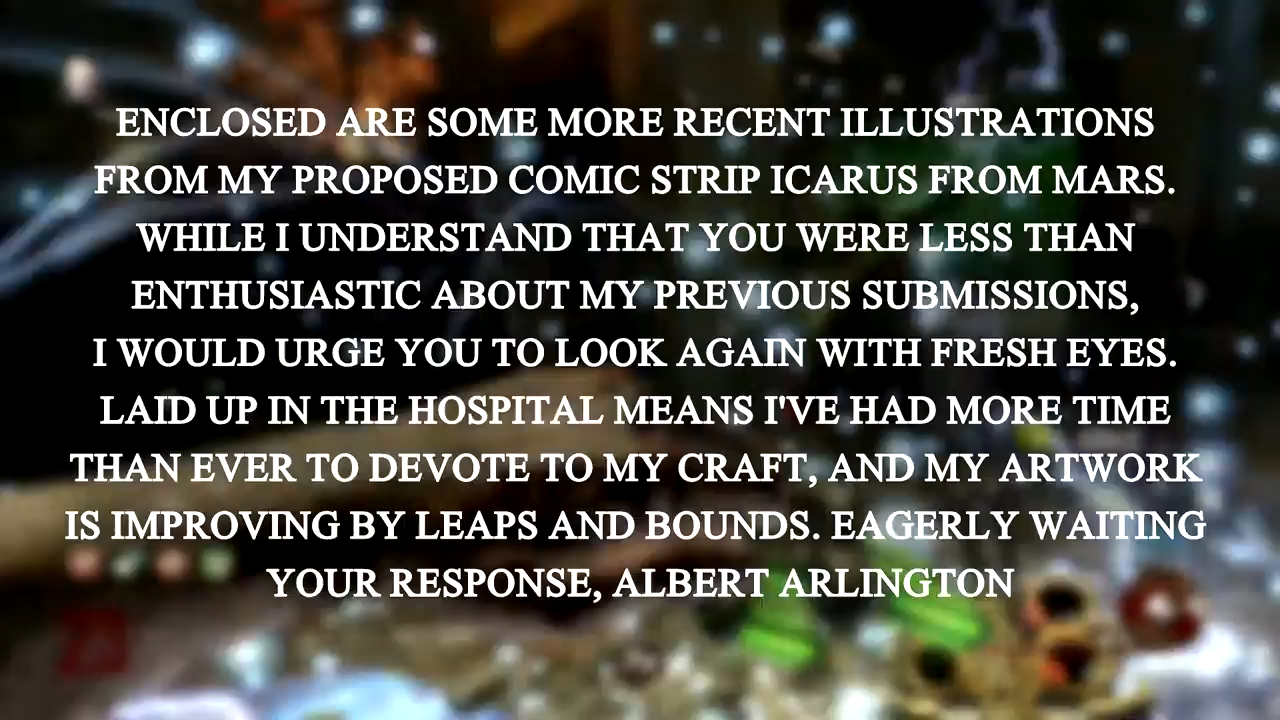 ENCLOSED ARE SOME MORE RECENT ILLUSTRATIONS
FROM MY PROPOSED COMIC STRIP ICARUS FROM MARS.
WHILE I UNDERSTAND THAT YOU WERE LESS THAN
ENTHUSIASTIC ABOUT MY PREVIOUS SUBMISSIONS,
I WOULD URGE YOU TO LOOK AGAIN WITH FRESH EYES.
LAID UP IN THE HOSPITAL MEANS I'VE HAD MORE TIME
THAN EVER TO DEVOTE TO MY CRAFT, AND MY ARTWORK
IS IMPROVING BY LEAPS AND BOUNDS. EAGERLY WAITING
YOUR RESPONSE, ALBERT ARLINGTON
23